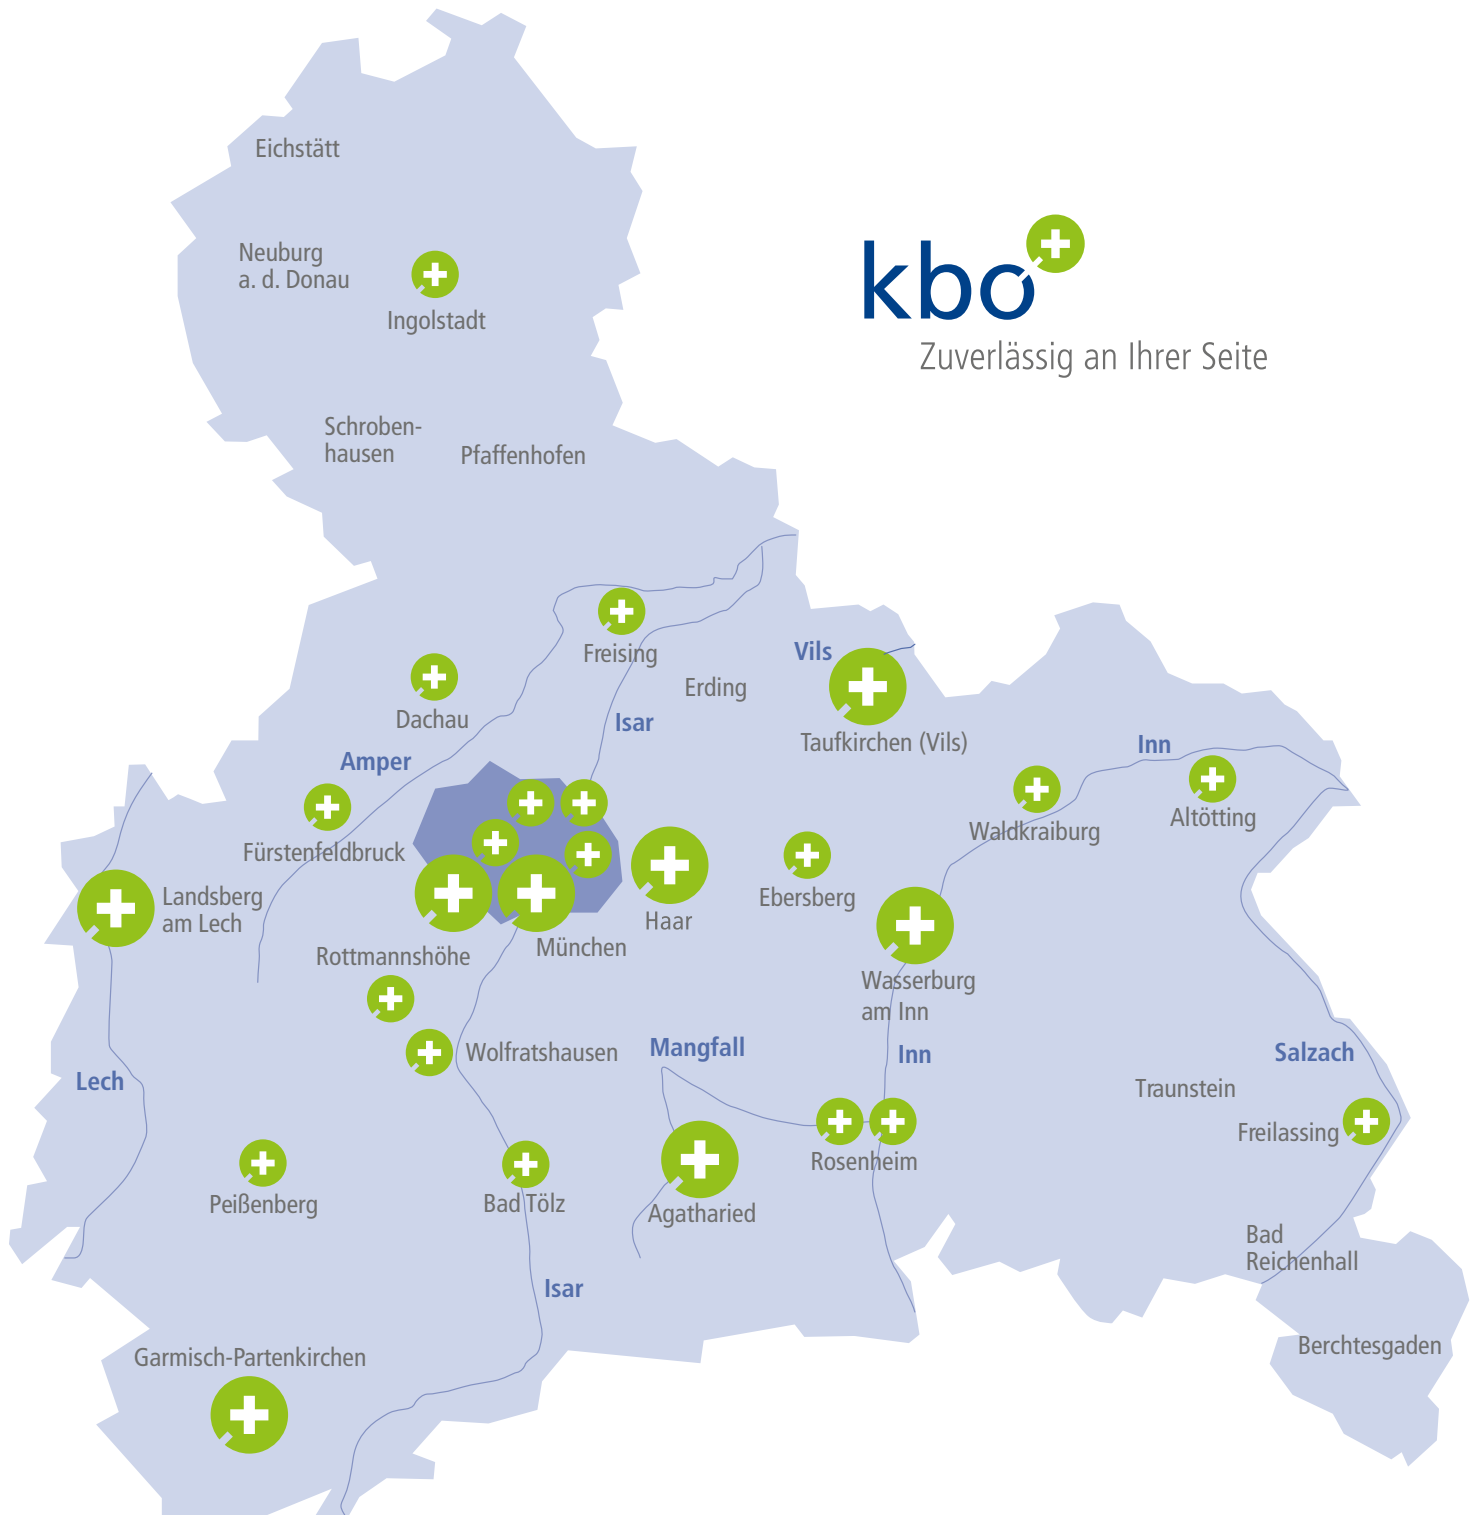 Eichstätt
kbo
Neuburg
a. d. Donau
Ingolstadt
Zuverlässig an Ihrer Seite
Schroben-
hausen
Pfaffenhofen
Freising
Vils
Erding
Dachau
Isar
Taufkirchen (Vils)
Inn
Amper
Altötting
Waldkraiburg
Fürstenfeldbruck
Landsberg
am Lech
Ebersberg
Haar
München
Rottmannshöhe
Wasserburg
am Inn
Wolfratshausen
Mangfall
Inn
Salzach
Lech
Traunstein
Freilassing
Rosenheim
Peißenberg
Bad Tölz
Agatharied
Bad
Reichenhall
Isar
Berchtesgaden
Garmisch-Partenkirchen